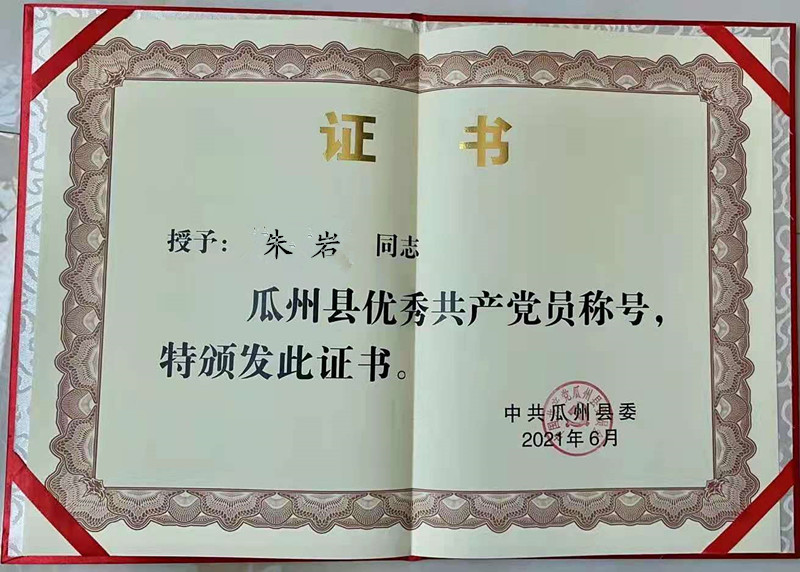 证 书
授予： 朱岩 同志
瓜州县优秀共产党员称号，
特颁发此证书。
中共瓜州县委
2021年6月